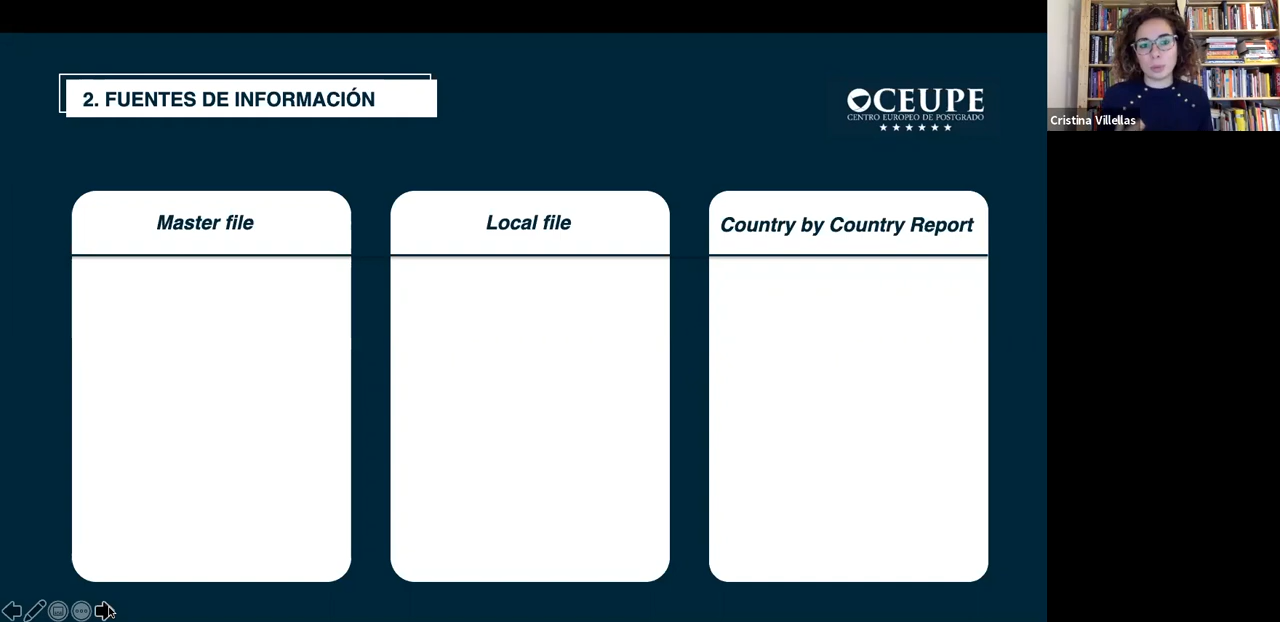 2. FUENTES DE INFORMACIÓN
CEUPE
CENTRO EUROPEO DE POSTGRADO
Cristina Villellas
Master file
Local file
Country by Country Report